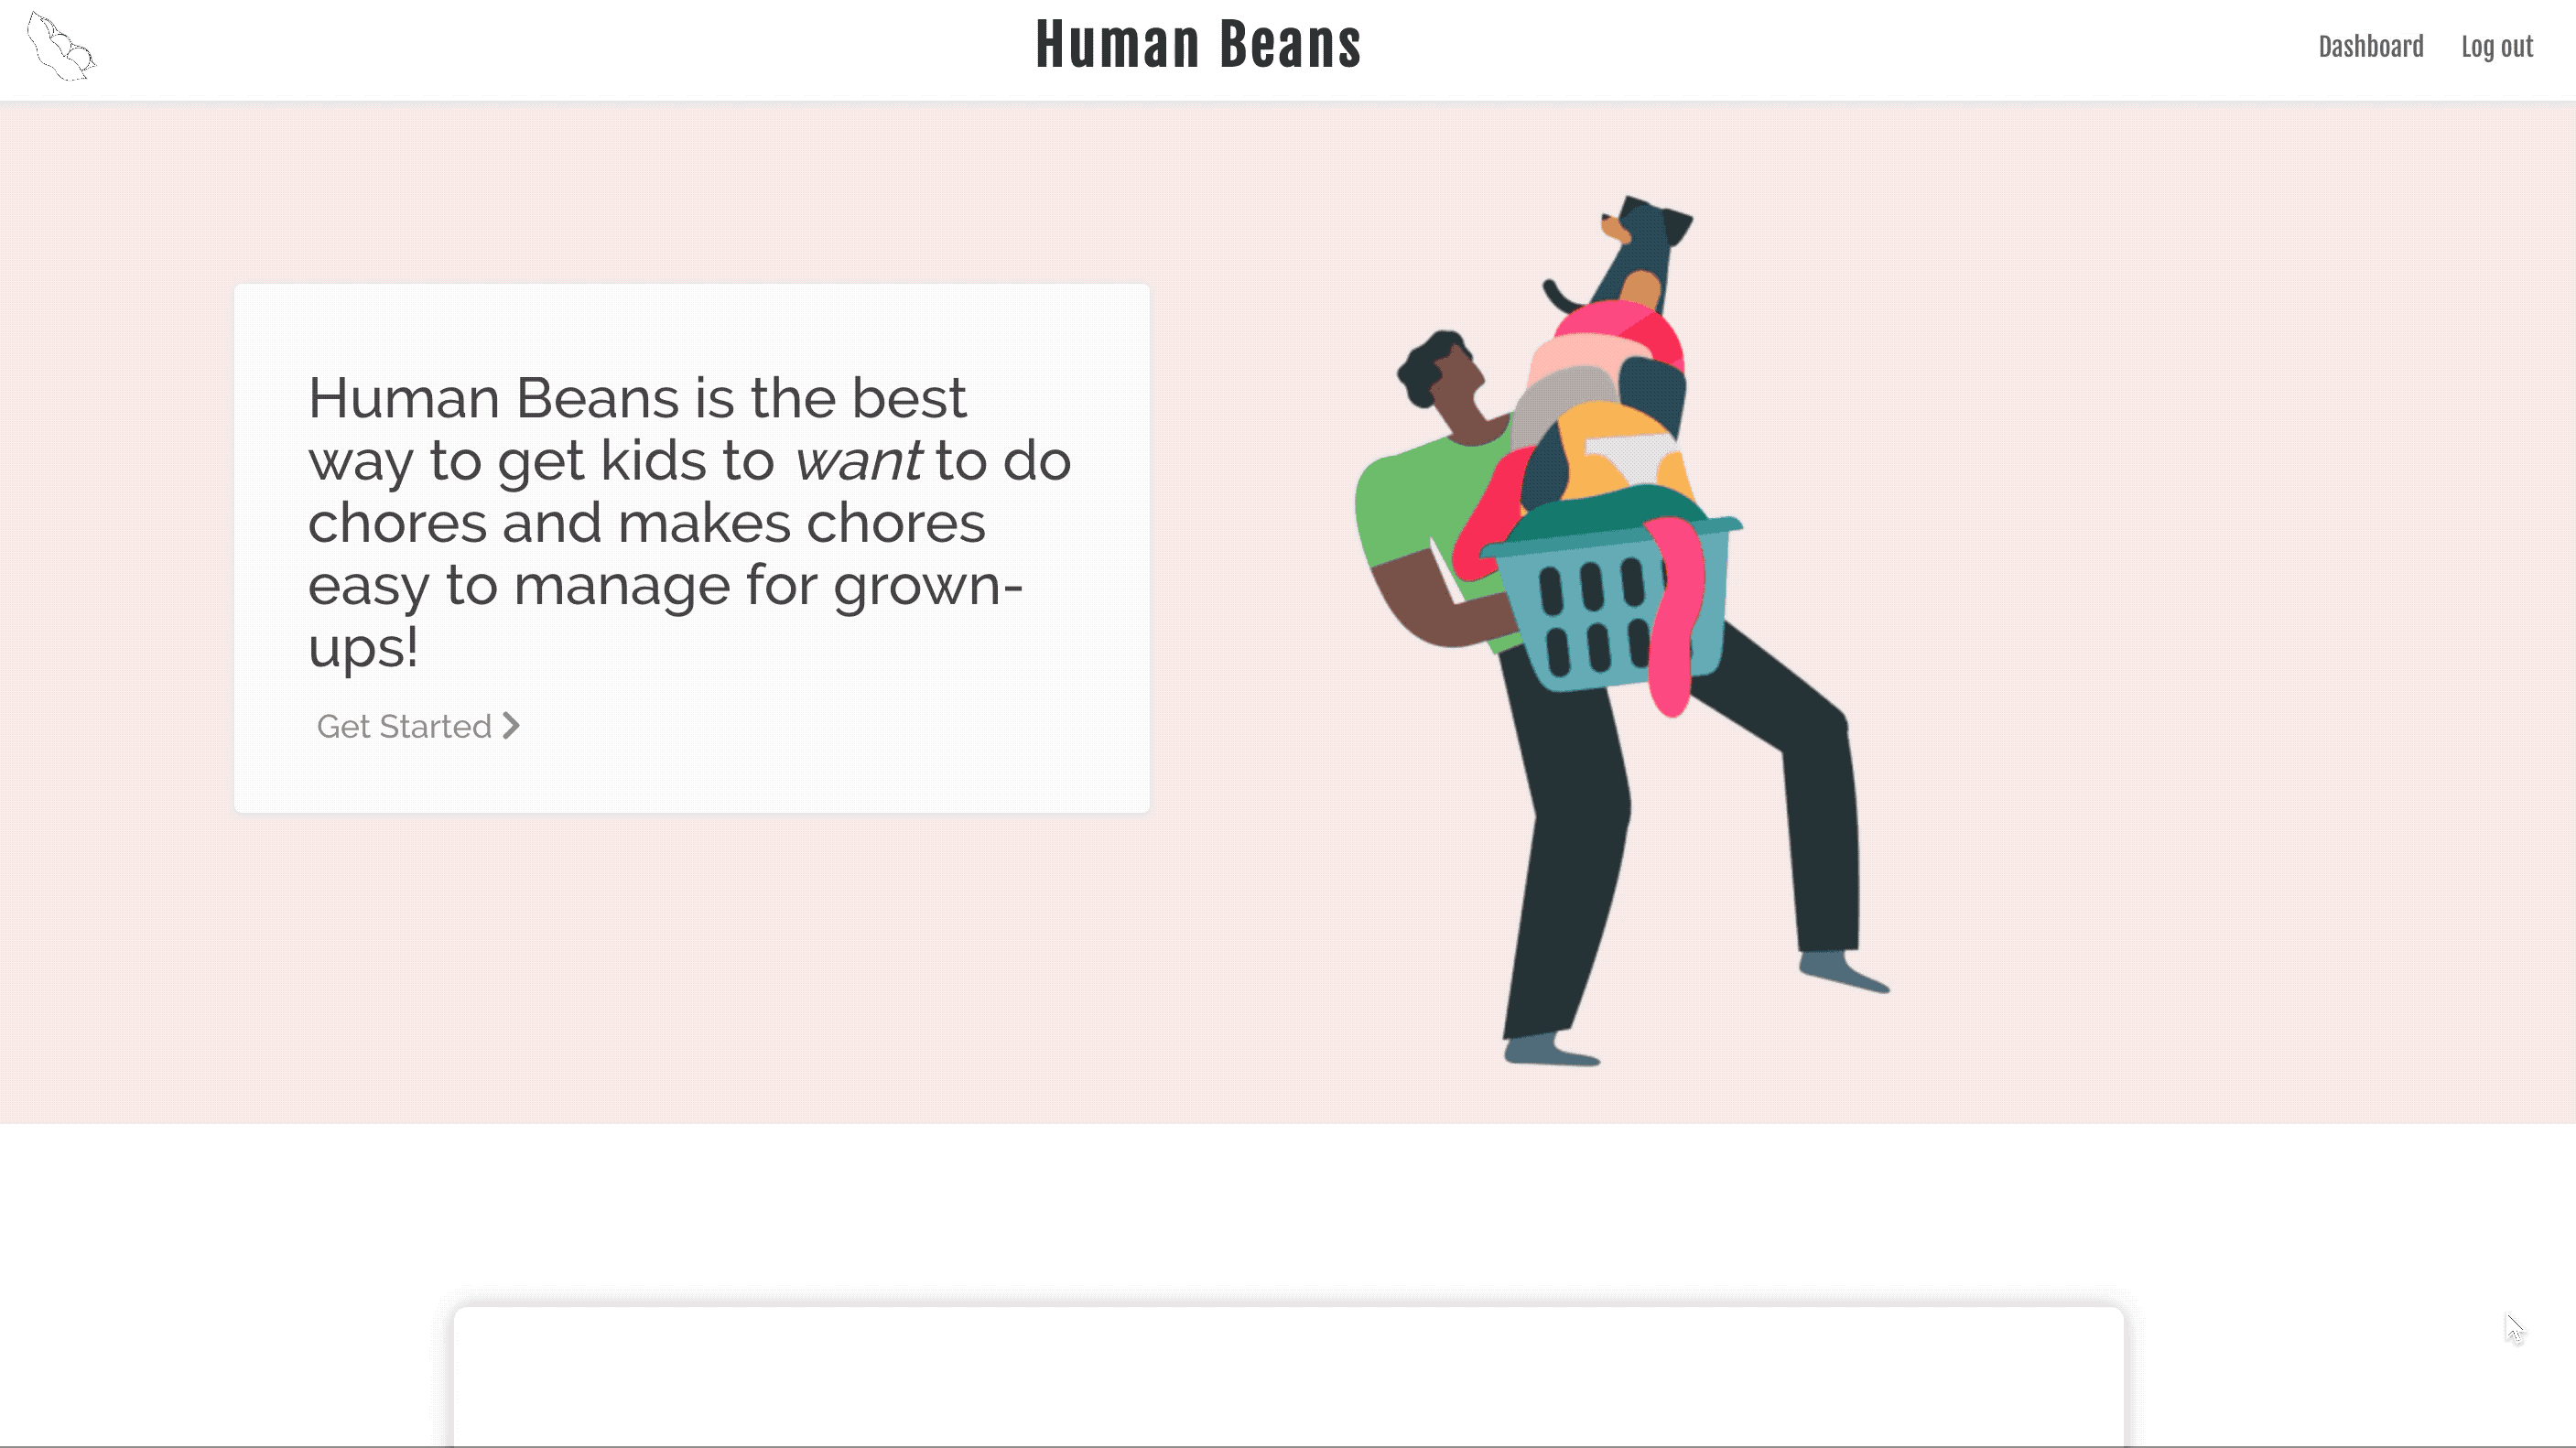 Human Beans
Dashboard
Log out
Human Beans is the best
way to get kids to want to do
chores and makes chores
easy to manage for grown-
ups!
Get Started